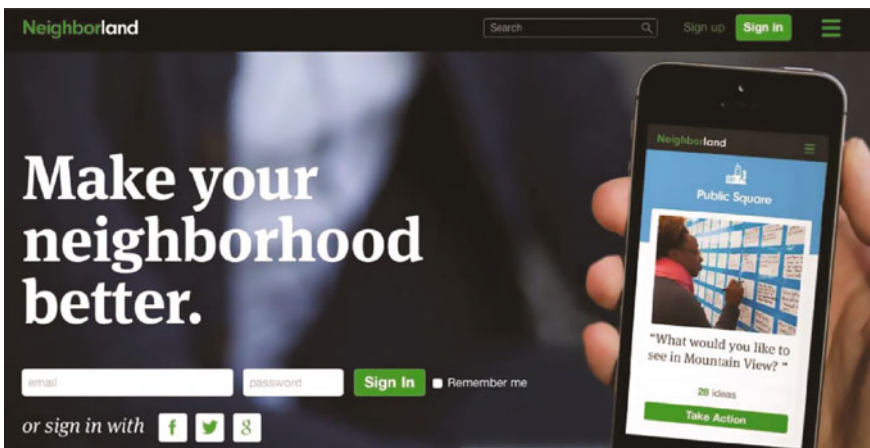 Neighborland
Search
Sign up
Sign in
Make your
neighborhood
better.
email
password
Sign In
Remember me
or sign in with
f
8
Neighborland
Public Square
"What would you like to
see in Mountain View? "
28 ideas
Take Action